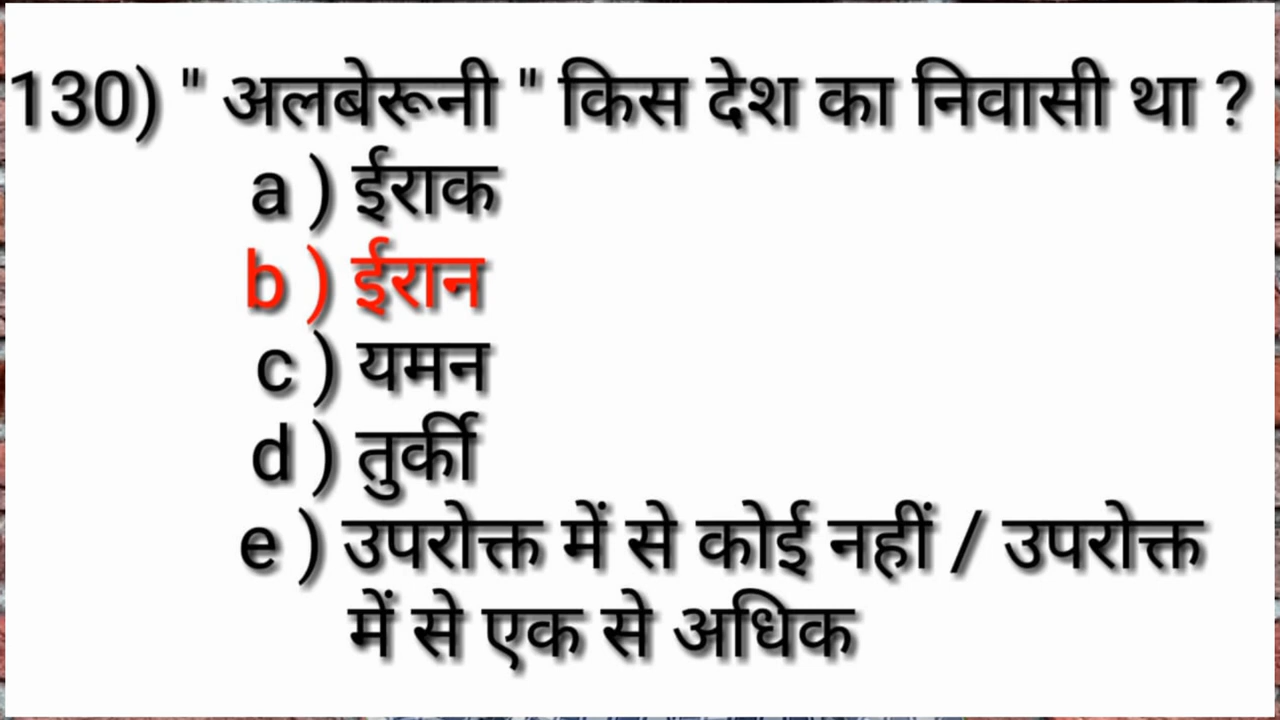 130) " अलबेरूनी " किस देश का निवासी था ?
a ) ईराक
b ) ईरान
c ) यमन
d ) तुर्की
e ) उपरोक्त में से कोई नहीं / उपरोक्त
में से एक से अधिक